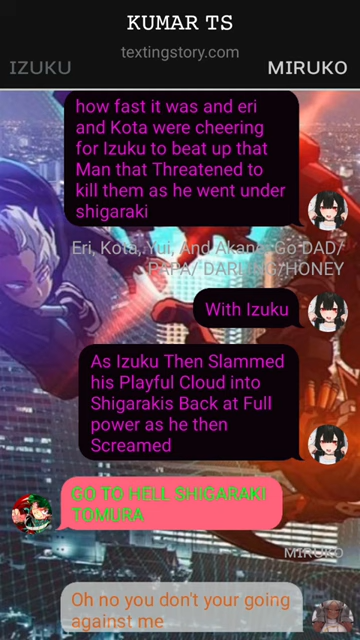 KUMAR TS
textingstory.com
IZUKU
MIRUKO
how fast it was and eri
and Kota were cheering
for Izuku to beat up that
Man that Threatened to
kill them as he went under
shigaraki
Eri, Kota, Yui, And Akane: Go DAD/
PAPA/ DARLING/HONEY
With Izuku
As Izuku Then Slammed
his Playful Cloud into
Shigarakis Back at Full
power as he then
Screamed
GO TO HELL SHIGARAKI
TOMURA
MIRUKO
Oh no you don't your going
against me